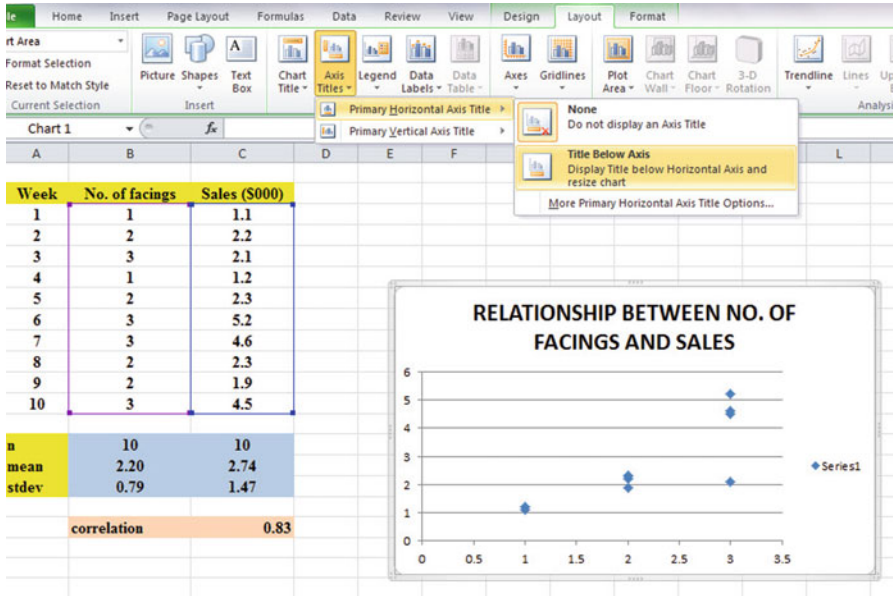 le Home Insert Page Layout Formulas Data Review View Design Layout Format
rt Area
Format Selection
Reset to Match Style
Current Selection
Picture Shapes Text Box
Insert
Chart Title Axis Titles Legend Data Labels Data Table
Axes Gridlines
Plot Area Chart Wall Chart Floor 3-D Rotation
Trendline Lines Up
Analysi
Primary Horizontal Axis Title
Primary Vertical Axis Title
None
Do not display an Axis Title
Title Below Axis
Display Title below Horizontal Axis and
resize chart
More Primary Horizontal Axis Title Options...
Chart 1 fx
A B C D E F L
Week No. of facings Sales ($000)
1 1 1.1
2 2 2.2
3 3 2.1
4 1 1.2
5 2 2.3
6 3 5.2
7 3 4.6
8 2 2.3
9 2 1.9
10 3 4.5
n 10 10
mean 2.20 2.74
stdev 0.79 1.47
correlation 0.83
RELATIONSHIP BETWEEN NO. OF
FACINGS AND SALES
6
5
4
3
2
1
0
0 0.5 1 1.5 2 2.5 3 3.5
Series1